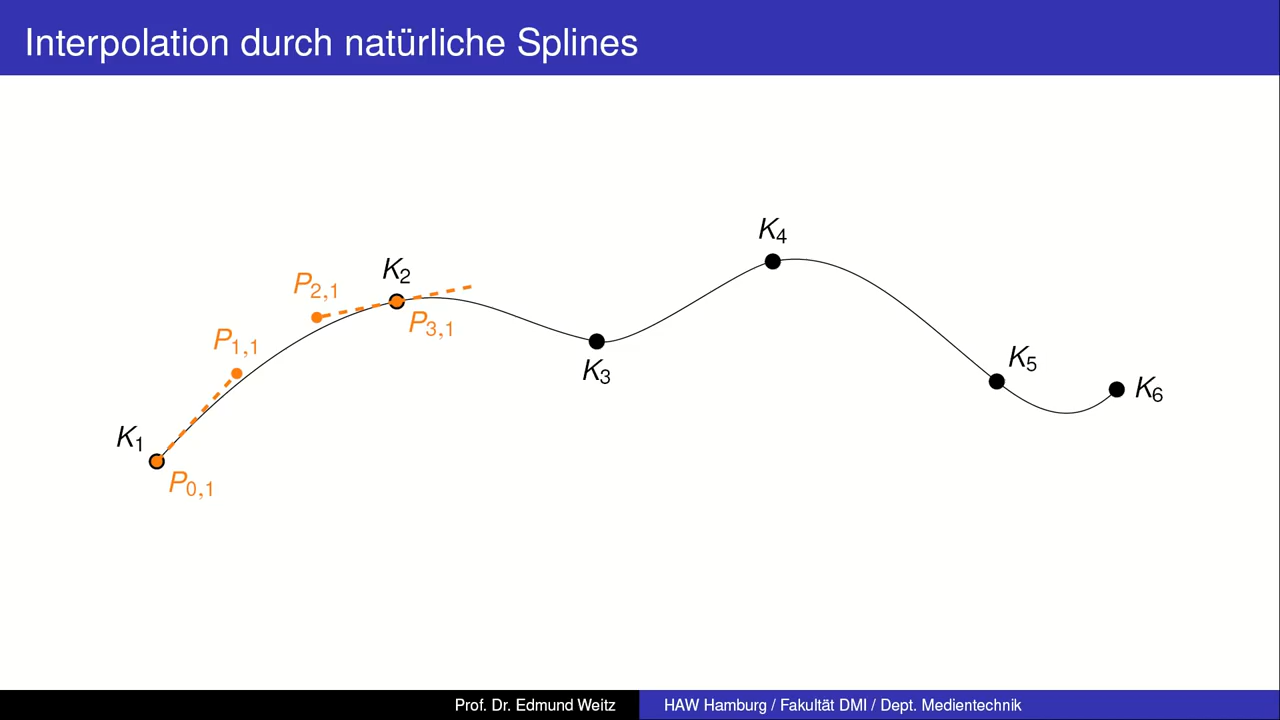 Interpolation durch natürliche Splines
K4
K2
P2,1
P3,1
P1,1
K5
K3
K6
K1
P0,1
Prof. Dr. Edmund Weitz
HAW Hamburg / Fakultät DMI / Dept. Medientechnik